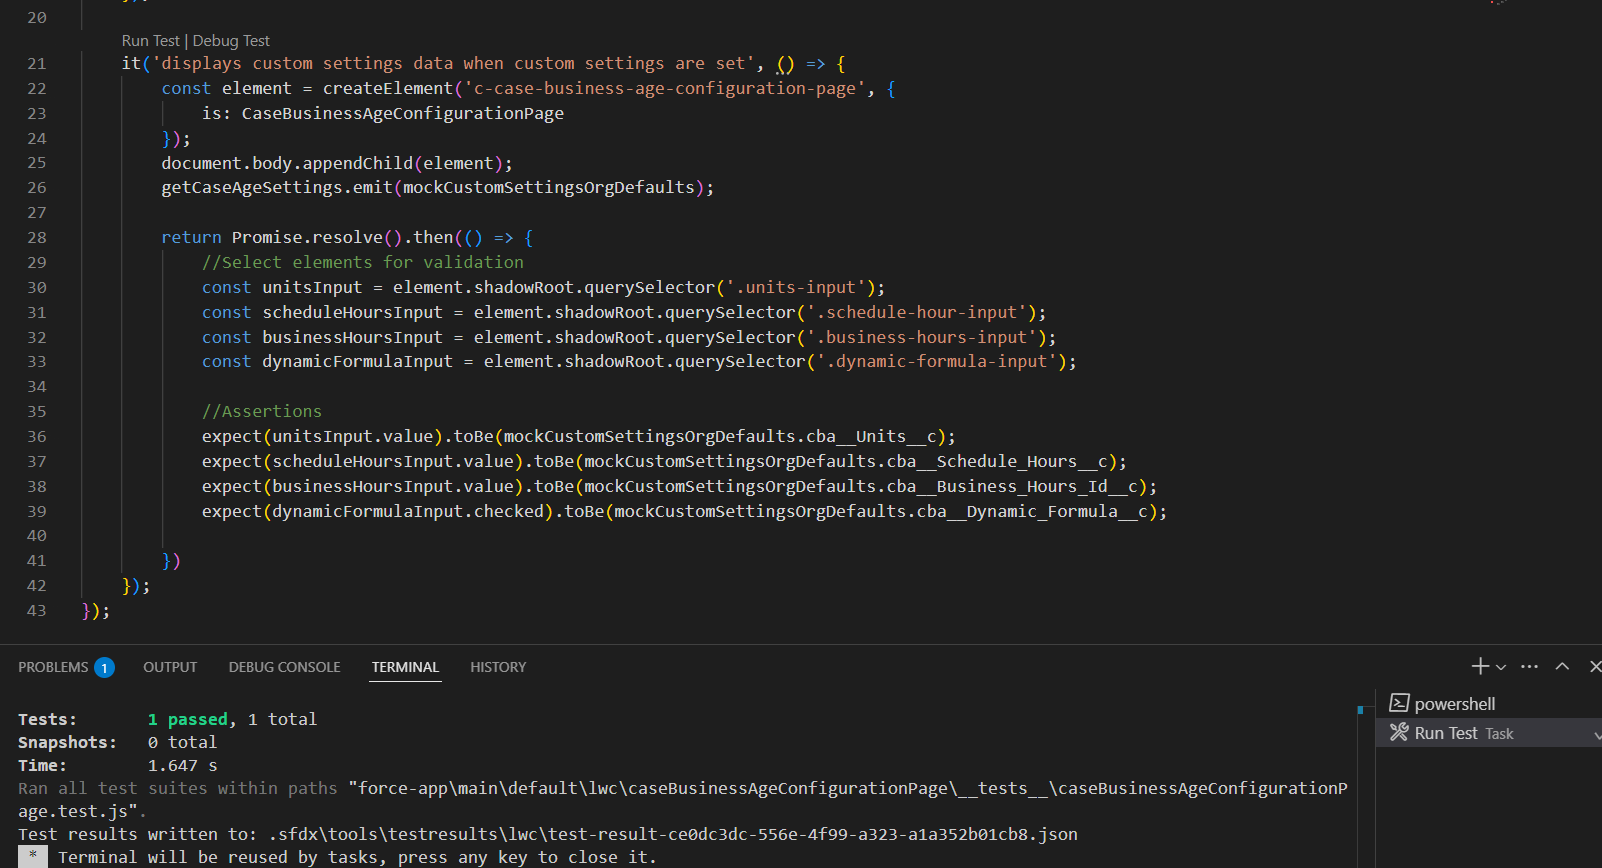 20
Run Test | Debug Test
21 it('displays custom settings data when custom settings are set', () => {
22 const element = createElement('c-case-business-age-configuration-page', {
23 is: CaseBusinessAgeConfigurationPage
24 });
25 document.body.appendChild(element);
26 getCaseAgeSettings.emit(mockCustomSettingsOrgDefaults);
27
28 return Promise.resolve().then(() => {
29 //Select elements for validation
30 const unitsInput = element.shadowRoot.querySelector('.units-input');
31 const scheduleHoursInput = element.shadowRoot.querySelector('.schedule-hour-input');
32 const businessHoursInput = element.shadowRoot.querySelector('.business-hours-input');
33 const dynamicFormulaInput = element.shadowRoot.querySelector('.dynamic-formula-input');
34
35 //Assertions
36 expect(unitsInput.value).toBe(mockCustomSettingsOrgDefaults.cba__Units__c);
37 expect(scheduleHoursInput.value).toBe(mockCustomSettingsOrgDefaults.cba__Schedule_Hours__c);
38 expect(businessHoursInput.value).toBe(mockCustomSettingsOrgDefaults.cba__Business_Hours_Id__c);
39 expect(dynamicFormulaInput.checked).toBe(mockCustomSettingsOrgDefaults.cba__Dynamic_Formula__c);
40
41 })
42 });
43 });
PROBLEMS 1 OUTPUT DEBUG CONSOLE TERMINAL HISTORY
Tests: 1 passed, 1 total
Snapshots: 0 total
Time: 1.647 s
Ran all test suites within paths "force-app\main\default\lwc\caseBusinessAgeConfigurationPage\__tests__\caseBusinessAgeConfigurationP
age.test.js".
Test results written to: .sfdx\tools\testresults\lwc\test-result-ce0dc3dc-556e-4f99-a323-a1a352b01cb8.json
* Terminal will be reused by tasks, press any key to close it.
powershell
Run Test Task